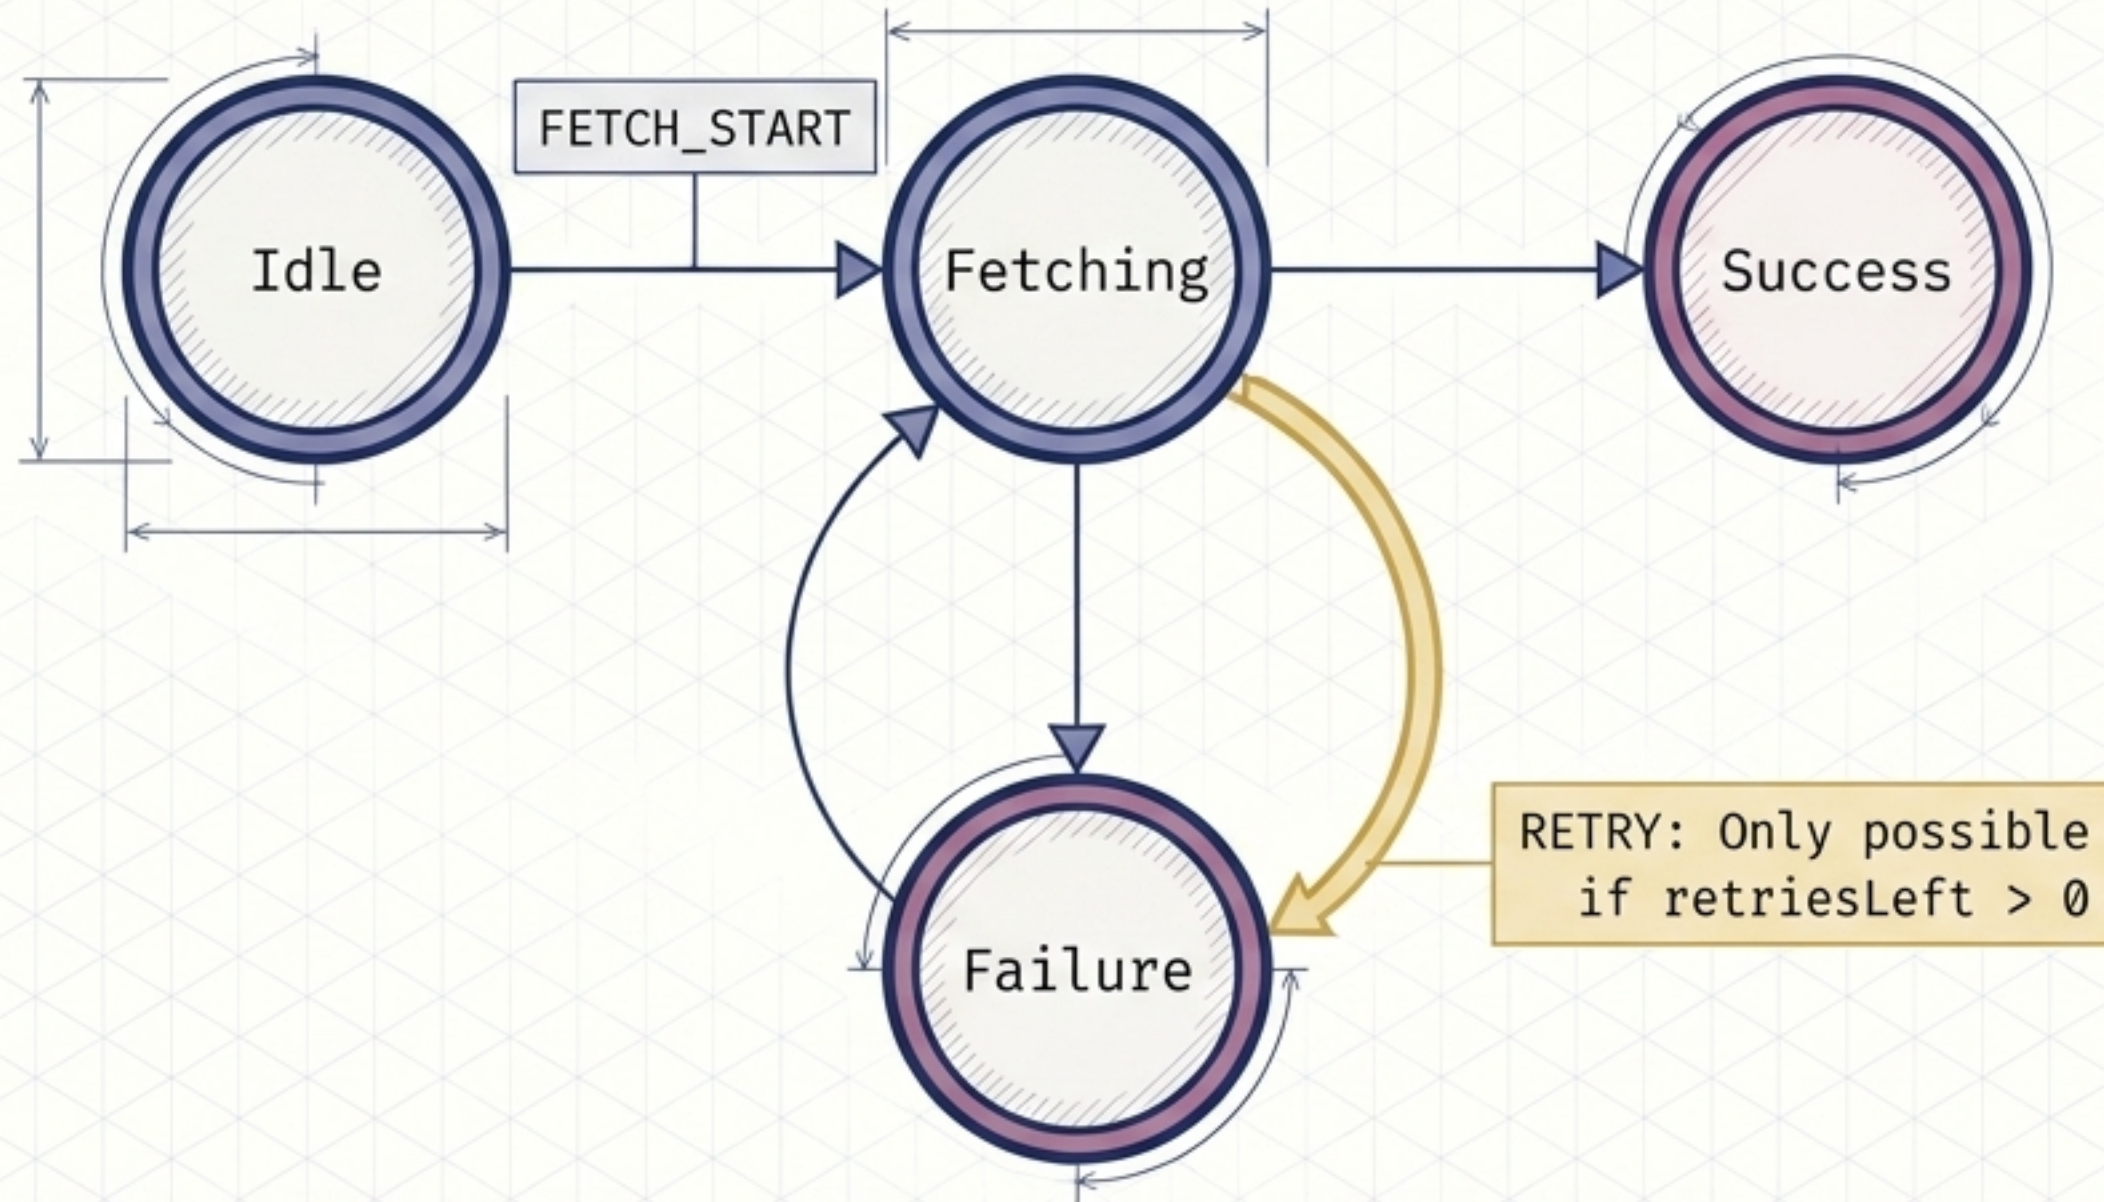 FETCH_START
Idle
Fetching
Success
RETRY: Only possible
if retriesLeft > 0
Failure